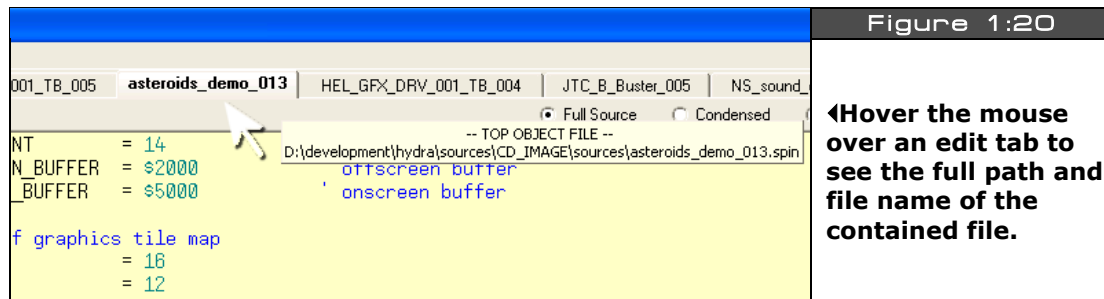 Figure 1:20
001_TB_005 asteroids_demo_013 HEL_GFX_DRV_001_TB_004 JTC_B_Buster_005 NS_sound_
Full Source Condensed
-- TOP OBJECT FILE --
D:\development\hydra\sources\CD_IMAGE\sources\asteroids_demo_013.spin
NT = 14
N_BUFFER = $2000 offscreen buffer
_BUFFER = $5000 ' onscreen buffer
f graphics tile map
= 16
= 12
Hover the mouse
over an edit tab to
see the full path and
file name of the
contained file.